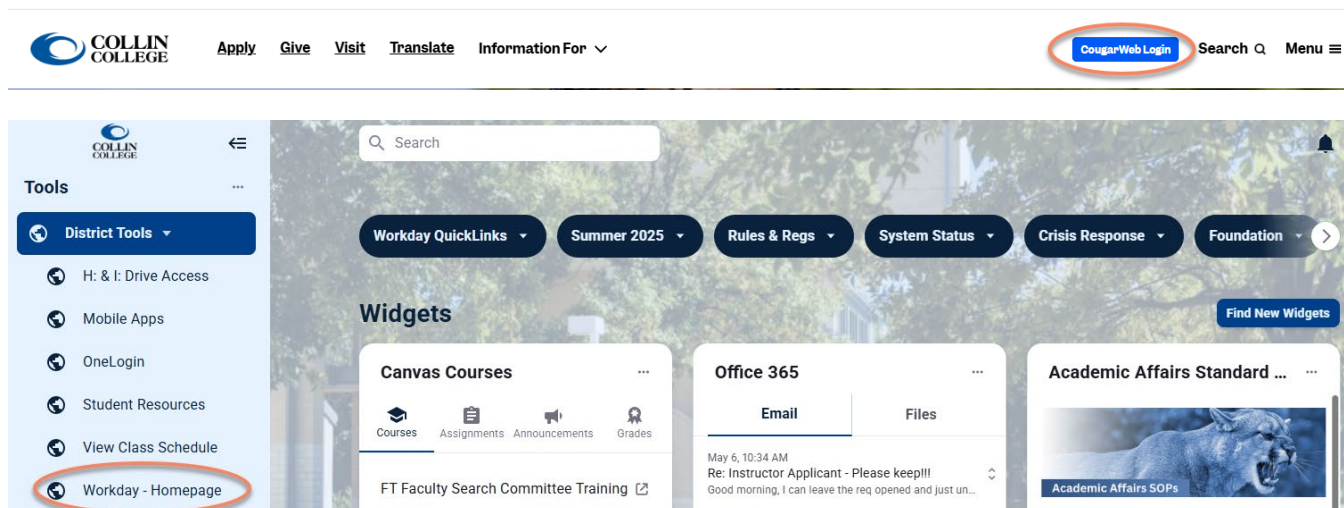 COLLIN
COLLEGE
Apply Give Visit Translate Information For
CougarWeb Login Search Menu
COLLIN
COLLEGE
Search
Tools
District Tools
H: & I: Drive Access
Mobile Apps
OneLogin
Student Resources
View Class Schedule
Workday - Homepage
Workday QuickLinks Summer 2025 Rules & Regs System Status Crisis Response Foundation
Widgets
Find New Widgets
Canvas Courses
Courses Assignments Announcements Grades
FT Faculty Search Committee Training
Office 365
Email Files
May 6, 10:34 AM
Re: Instructor Applicant - Please keep!!!
Good morning, I can leave the req opened and just un...
Academic Affairs Standard ...
Academic Affairs SOPs